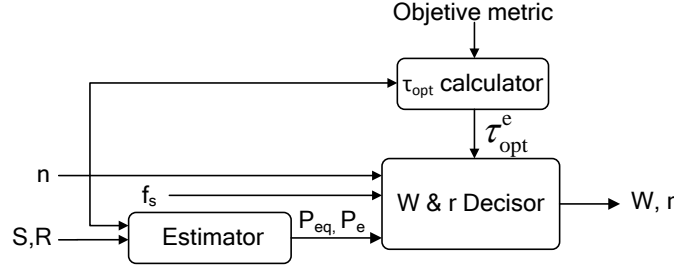 Objetive metric
τopt calculator
τ^e_opt
n
fs
W & r Decisor
W, r
S,R
Estimator
Peq, Pe